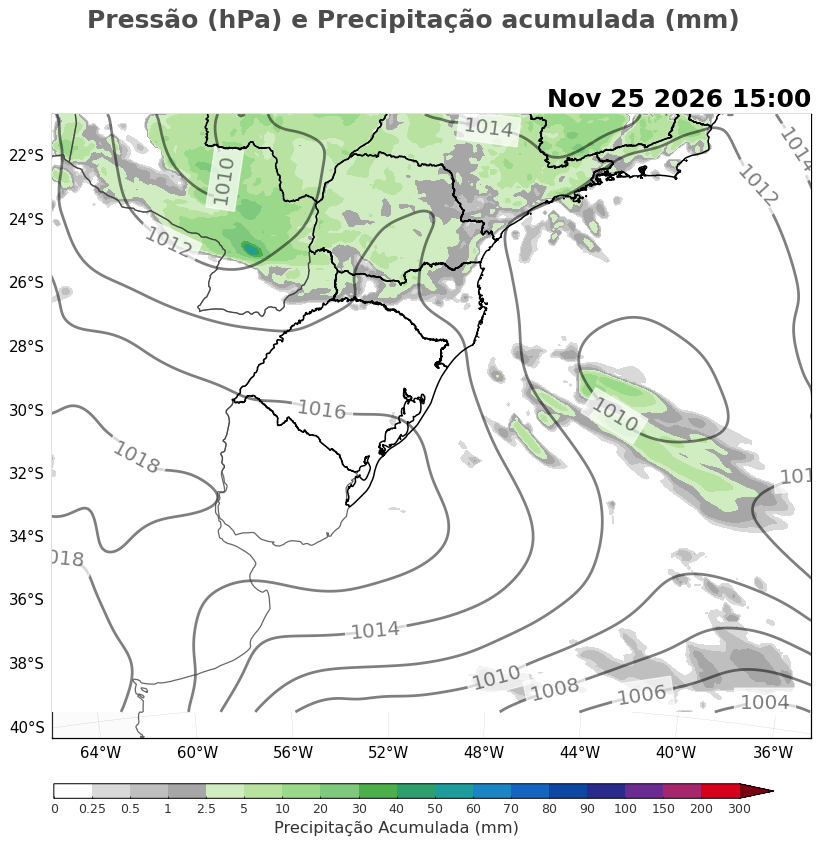 Pressão (hPa) e Precipitação acumulada (mm)
Nov 25 2026 15:00
1014
1014
22°S
1010
1012
24°S
1012
26°S
28°S
1016
1010
30°S
1018
32°S
101
34°S
018
36°S
1014
38°S
1010
1008
1006
1004
40°S
64°W 60°W 56°W 52°W 48°W 44°W 40°W 36°W
0 0.25 0.5 1 2.5 5 10 20 30 40 50 60 70 80 90 100 150 200 300
Precipitação Acumulada (mm)